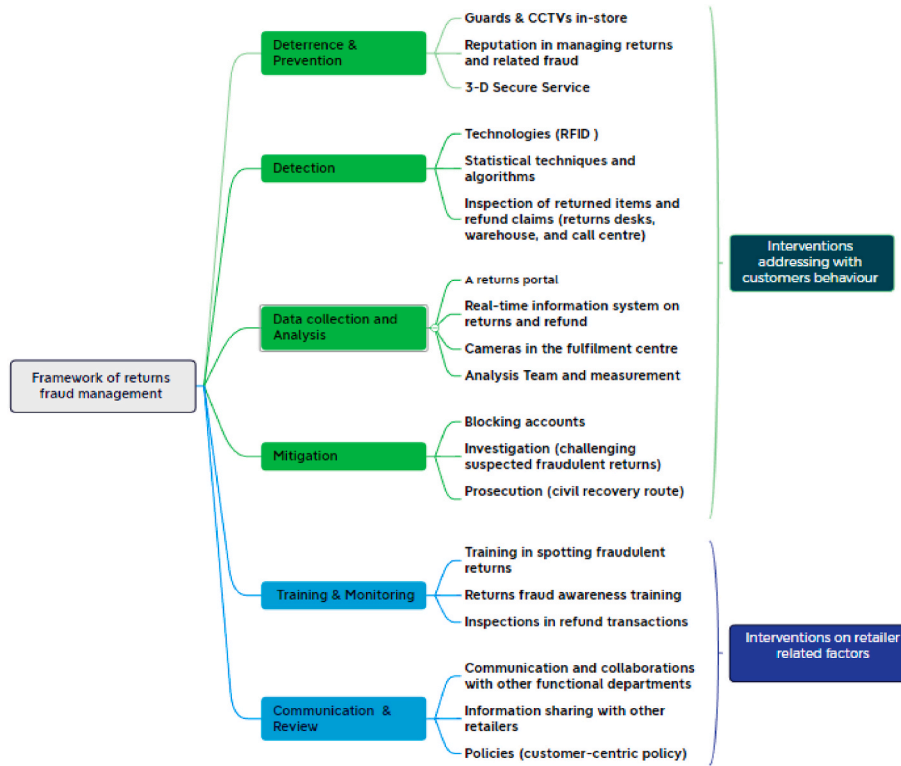 Framework of returns
fraud management
Deterrence &
Prevention
Guards & CCTVs in-store
Reputation in managing returns
and related fraud
3-D Secure Service
Detection
Technologies (RFID )
Statistical techniques and
algorithms
Inspection of returned items and
refund claims (returns desks,
warehouse, and call centre)
Data collection and
Analysis
A returns portal
Real-time information system on
returns and refund
Cameras in the fulfilment centre
Analysis Team and measurement
Mitigation
Blocking accounts
Investigation (challenging
suspected fraudulent returns)
Prosecution (civil recovery route)
Interventions
addressing with
customers behaviour
Training & Monitoring
Training in spotting fraudulent
returns
Returns fraud awareness training
Inspections in refund transactions
Communication &
Review
Communication and collaborations
with other functional departments
Information sharing with other
retailers
Policies (customer-centric policy)
Interventions on retailer
related factors